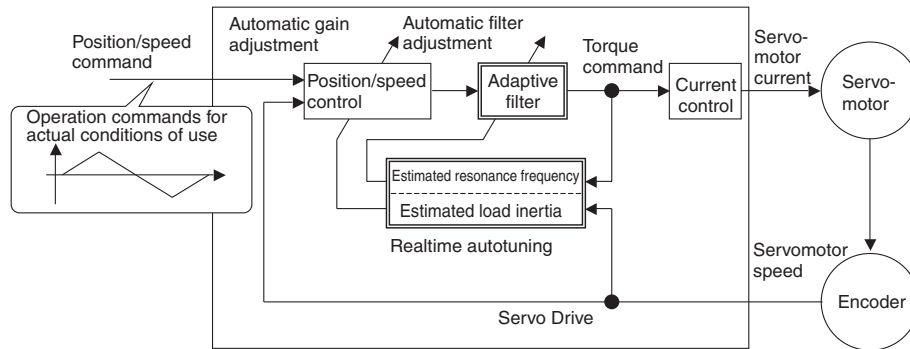 Automatic gain
adjustment
Automatic filter
adjustment
Position/speed
command
Torque
command
Servo-
motor
current
Position/speed
control
Adaptive
filter
Current
control
Servo-
motor
Operation commands for
actual conditions of use
Estimated resonance frequency
Estimated load inertia
Realtime autotuning
Servomotor
speed
Encoder
Servo Drive